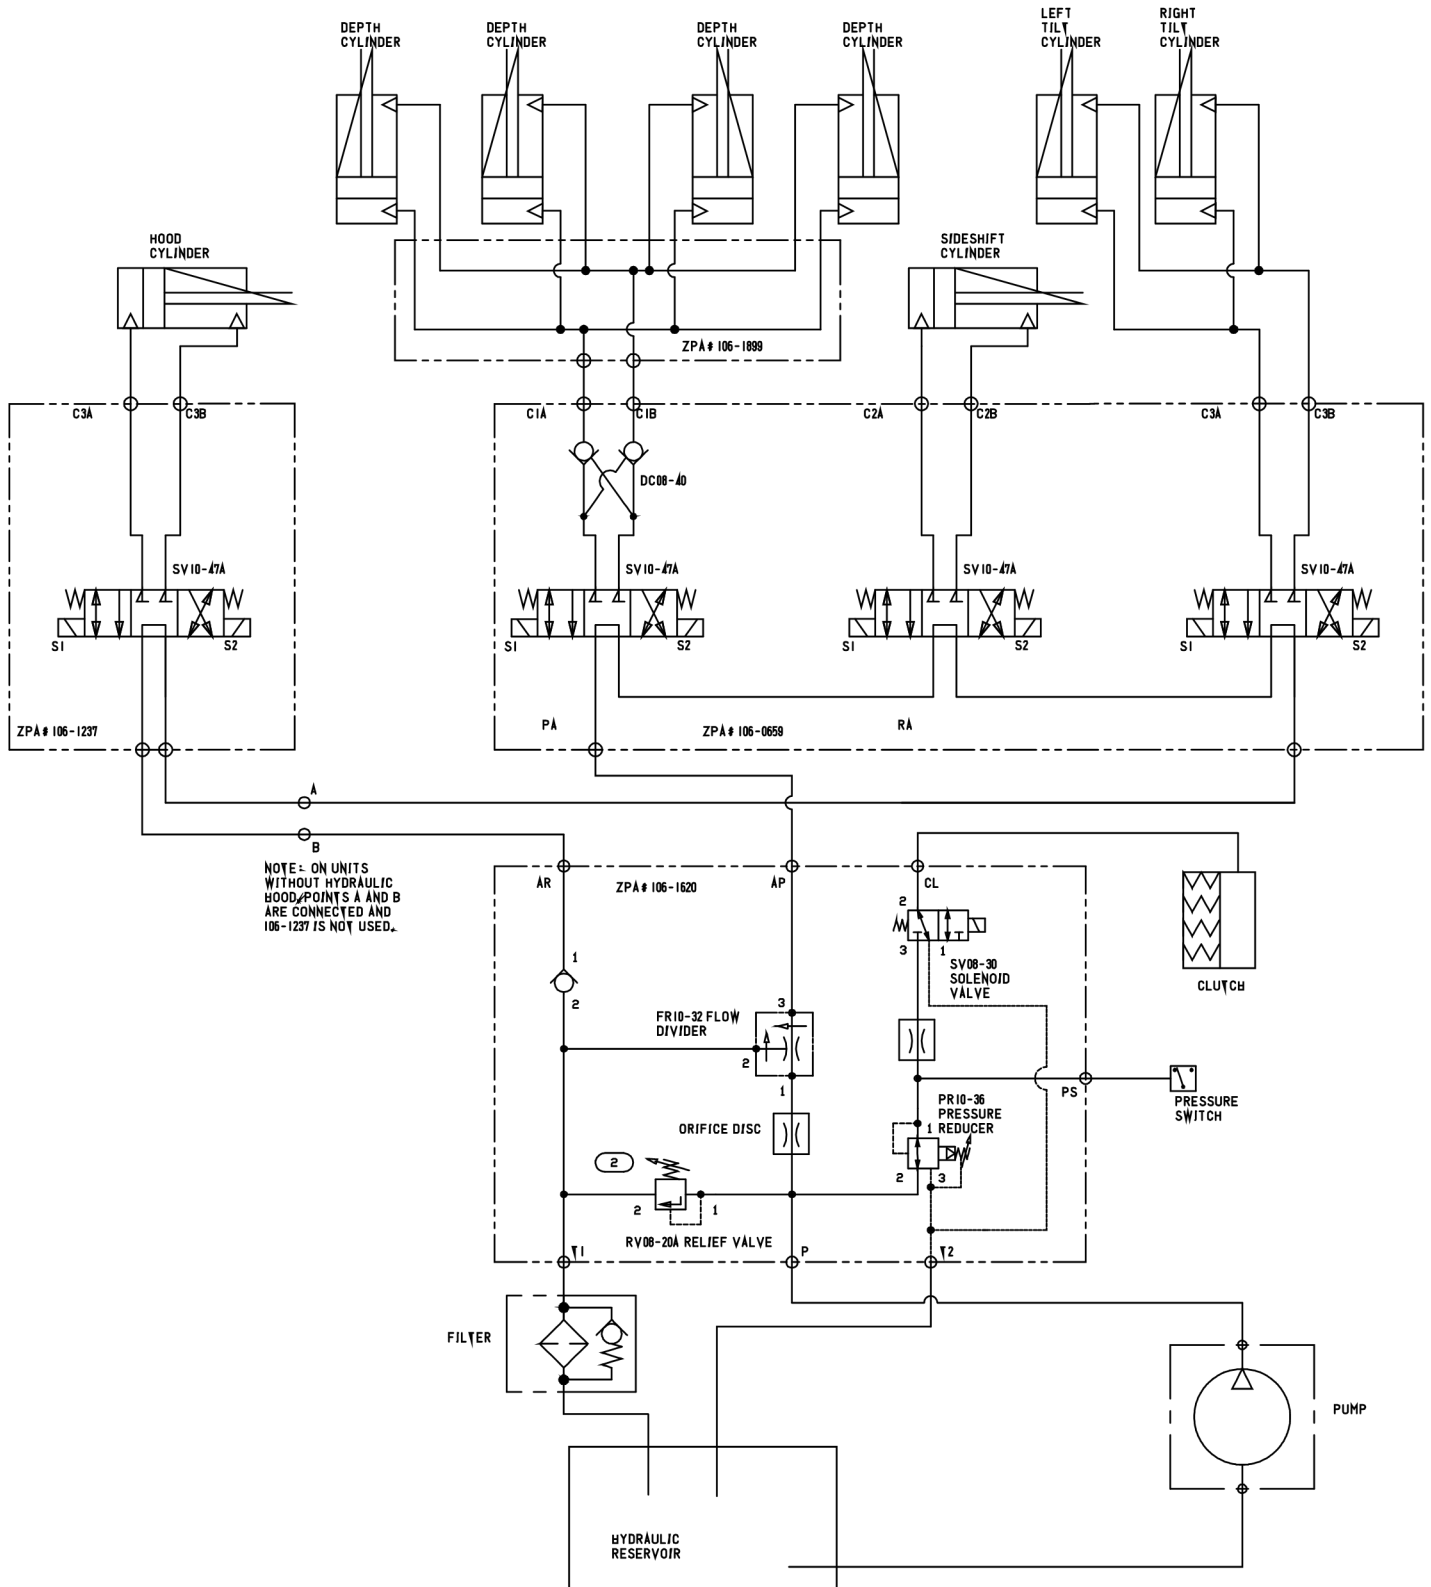 DEPTH
CYLINDER
DEPTH
CYLINDER
DEPTH
CYLINDER
DEPTH
CYLINDER
LEFT
TILT
CYLINDER
RIGHT
TILT
CYLINDER
HOOD
CYLINDER
SIDESHIFT
CYLINDER
ZPA# 106-1899
C3A
C3B
C1A
C1B
C2A
C2B
C3A
C3B
DC08-40
SV10-47A
SV10-47A
SV10-47A
SV10-47A
S1
S2
S1
S2
S1
S2
S1
S2
ZPA# 106-1237
PA
ZPA# 106-0659
RA
A
B
NOTE: ON UNITS
WITHOUT HYDRAULIC
HOOD, POINTS A AND B
ARE CONNECTED AND
106-1237 IS NOT USED.
AR
ZPA# 106-1620
AP
CL
2
3
1
SV08-30
SOLENOID
VALVE
CLUTCH
1
2
FR10-32 FLOW
DIVIDER
3
2
1
PS
PRESSURE
SWITCH
ORIFICE DISC
PR10-36
PRESSURE
REDUCER
1
2
3
2
2
1
RV08-20A RELIEF VALVE
T1
P
T2
FILTER
PUMP
HYDRAULIC
RESERVOIR